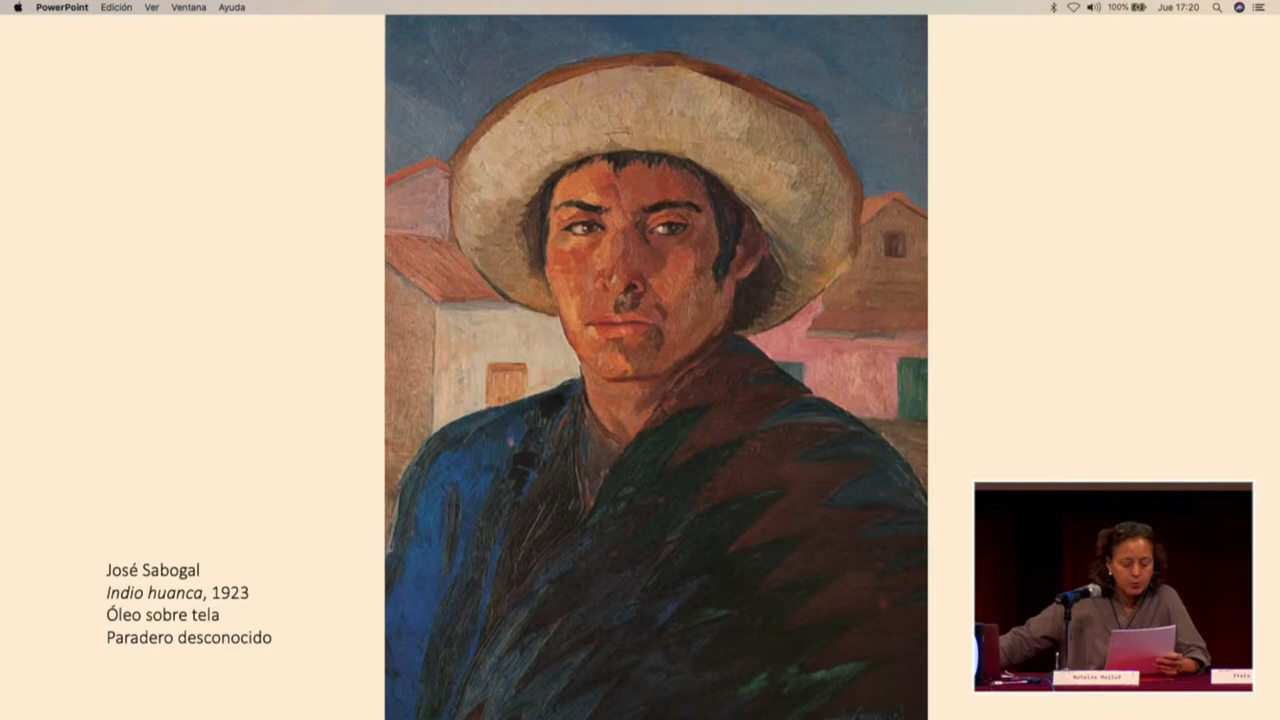 PowerPoint Edición Ver Ventana Ayuda
100% Jue 17:20
José Sabogal
Indio huanca, 1923
Óleo sobre tela
Paradero desconocido
Natalia Majluf